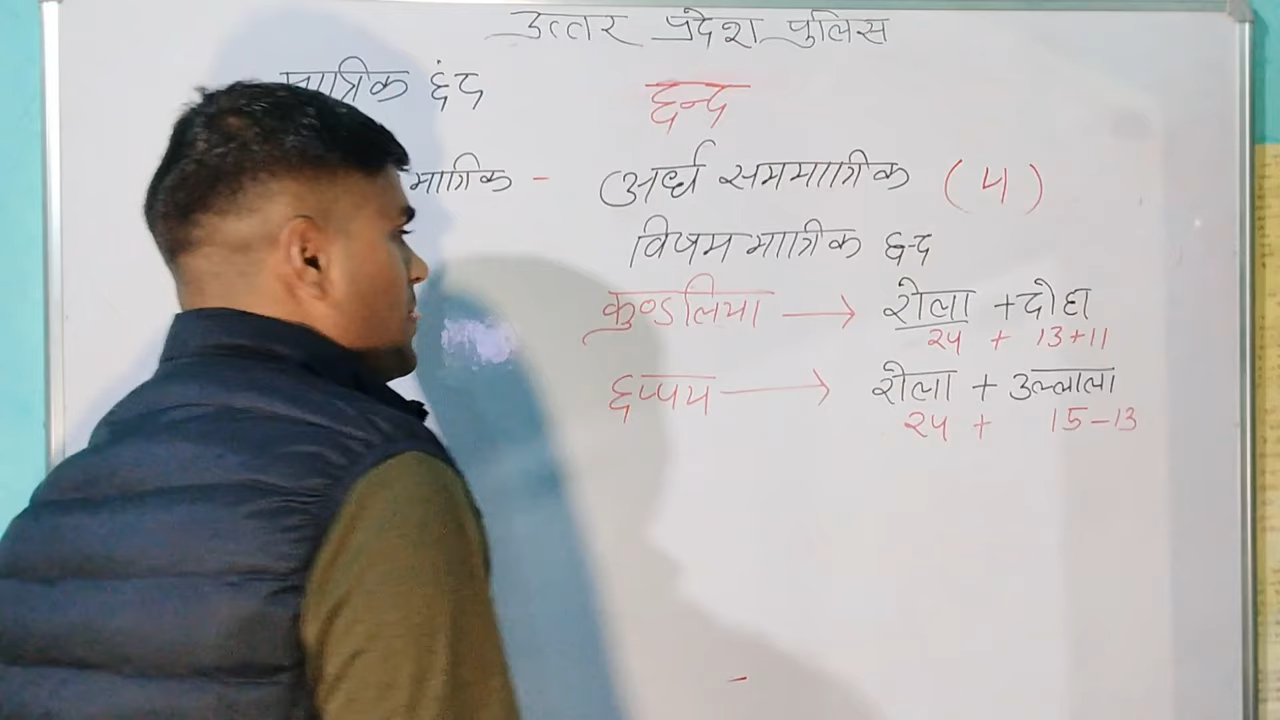 उत्तर प्रदेश पुलिस
मात्रिक छंद
छन्द
मात्रिक - अर्ध सममात्रिक (4)
विषम मात्रिक छन्द
कुण्डलिया → रोला + दोहा
24 + 13+11
छप्पय → रोला + उल्लाला
24 + 15-13